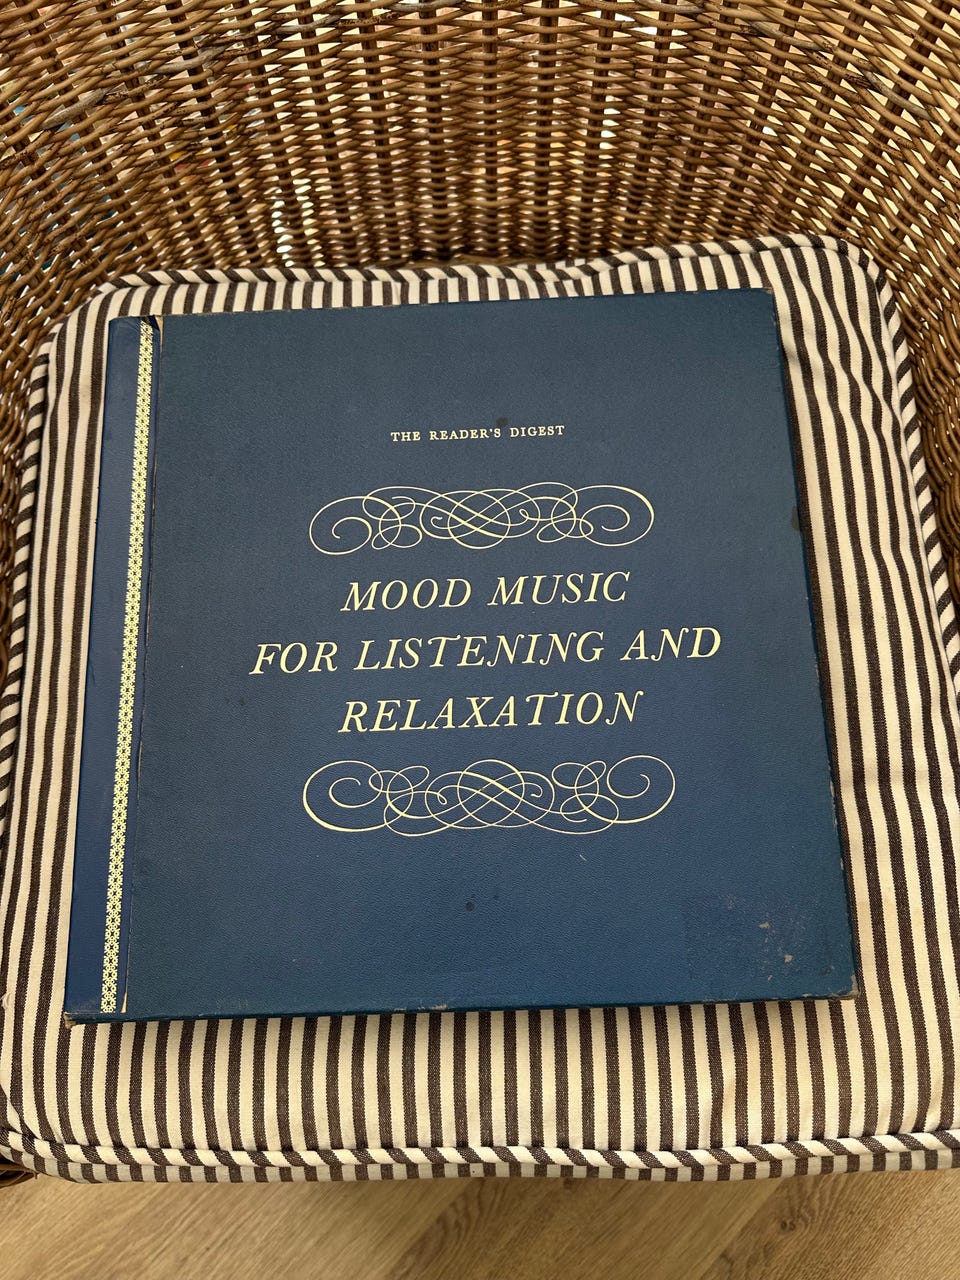 THE READER'S DIGEST
MOOD MUSIC
FOR LISTENING AND
RELAXATION